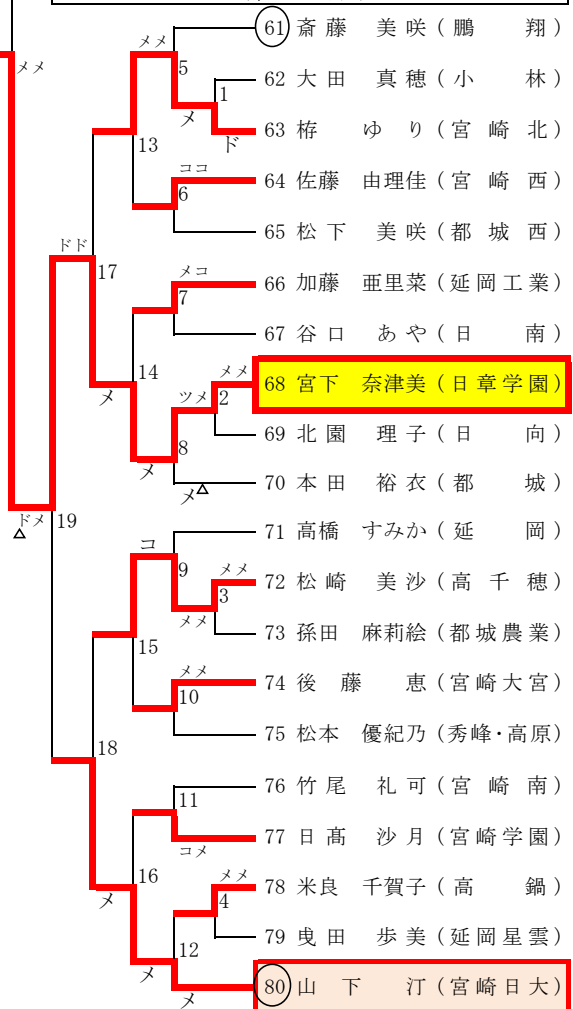 メメ
61 斎藤 美咲 (鵬 翔)
メメ
5
62 大田 真穂 (小 林)
1
メ
ド
63 椿 ゆり (宮崎北)
13
ココ
64 佐藤 由理佳 (宮崎西)
6
65 松下 美咲 (都城西)
ドド
17
メコ
66 加藤 亜里菜 (延岡工業)
7
67 谷口 あや (日 南)
14
メメ
68 宮下 奈津美 (日章学園)
ツメ
2
メ
69 北園 理子 (日 向)
8
メ
70 本田 裕衣 (都 城)
メ△
ドメ
△
19
71 高橋 すみか (延 岡)
コ
9
メメ
72 松崎 美沙 (高千穂)
3
メメ
73 孫田 麻莉絵 (都城農業)
15
メメ
74 後藤 恵 (宮崎大宮)
10
75 松本 優紀乃 (秀峰・高原)
18
76 竹尾 礼可 (宮崎南)
11
77 日髙 沙月 (宮崎学園)
コメ
16
メメ
78 米良 千賀子 (高 鍋)
メ
4
79 曵田 歩美 (延岡星雲)
12
メ
80 山下 汀 (宮崎日大)
メ